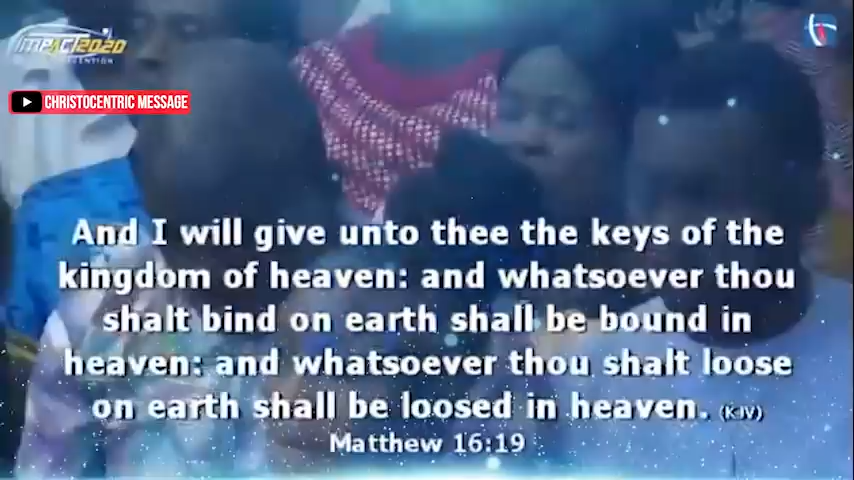 IMPACT2020
CONVENTION
CHRISTOCENTRIC MESSAGE
And I will give unto thee the keys of the
kingdom of heaven: and whatsoever thou
shalt bind on earth shall be bound in
heaven: and whatsoever thou shalt loose
on earth shall be loosed in heaven. (KJV)
Matthew 16:19